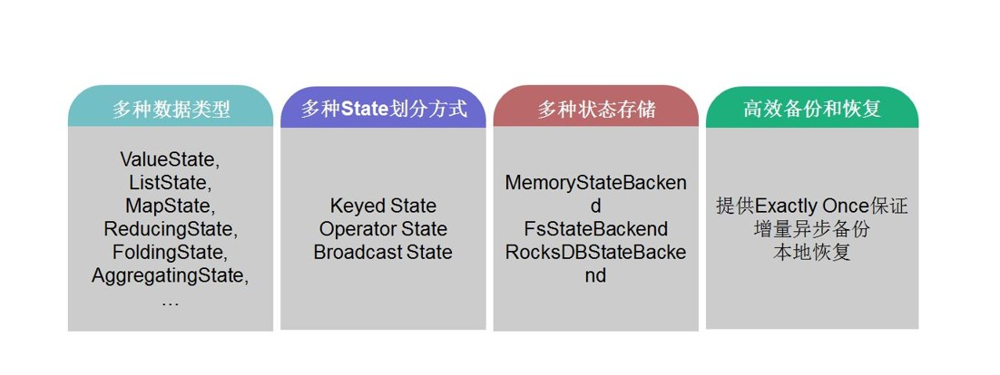 多种数据类型
ValueState,
ListState,
MapState,
ReducingState,
FoldingState,
AggregatingState,
...
多种State划分方式
Keyed State
Operator State
Broadcast State
多种状态存储
MemoryStateBacken
d
FsStateBackend
RocksDBStateBacke
nd
高效备份和恢复
提供Exactly Once保证
增量异步备份
本地恢复